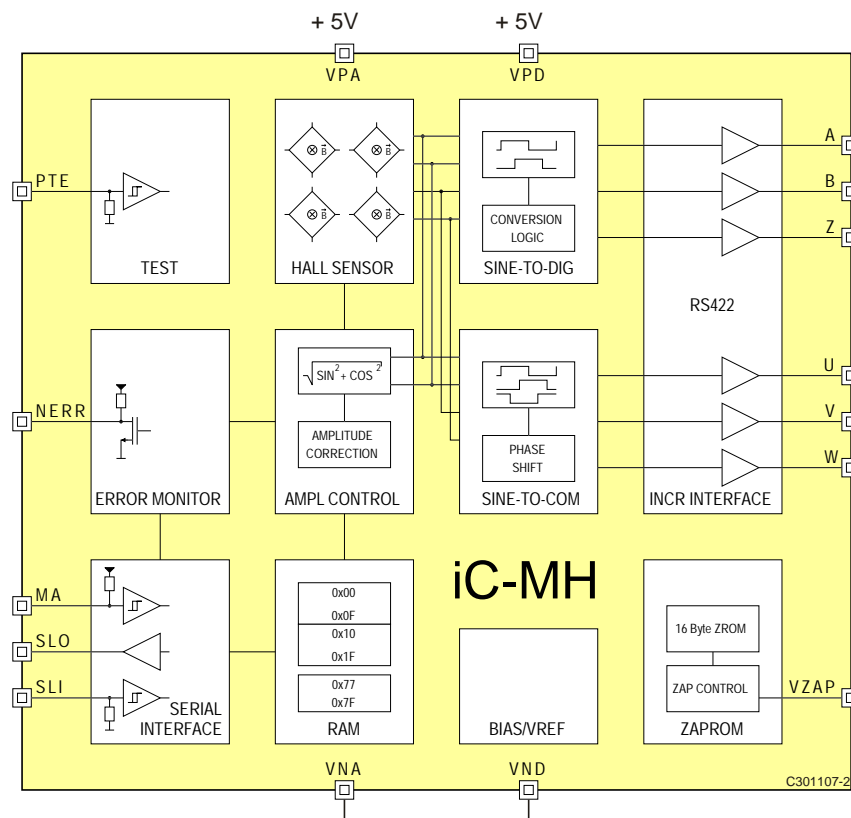 + 5V
+ 5V
VPA
VPD
PTE
TEST
B
B
B
B
HALL SENSOR
CONVERSION
LOGIC
SINE-TO-DIG
RS422
A
B
Z
NERR
ERROR MONITOR
√SIN² + COS²
AMPLITUDE
CORRECTION
AMPL CONTROL
PHASE
SHIFT
SINE-TO-COM
INCR INTERFACE
U
V
W
iC-MH
MA
SLO
SLI
SERIAL
INTERFACE
0x00
0x0F
0x10
0x1F
0x77
0x7F
RAM
BIAS/VREF
16 Byte ZROM
ZAP CONTROL
ZAPROM
VZAP
VNA
VND
C301107-2